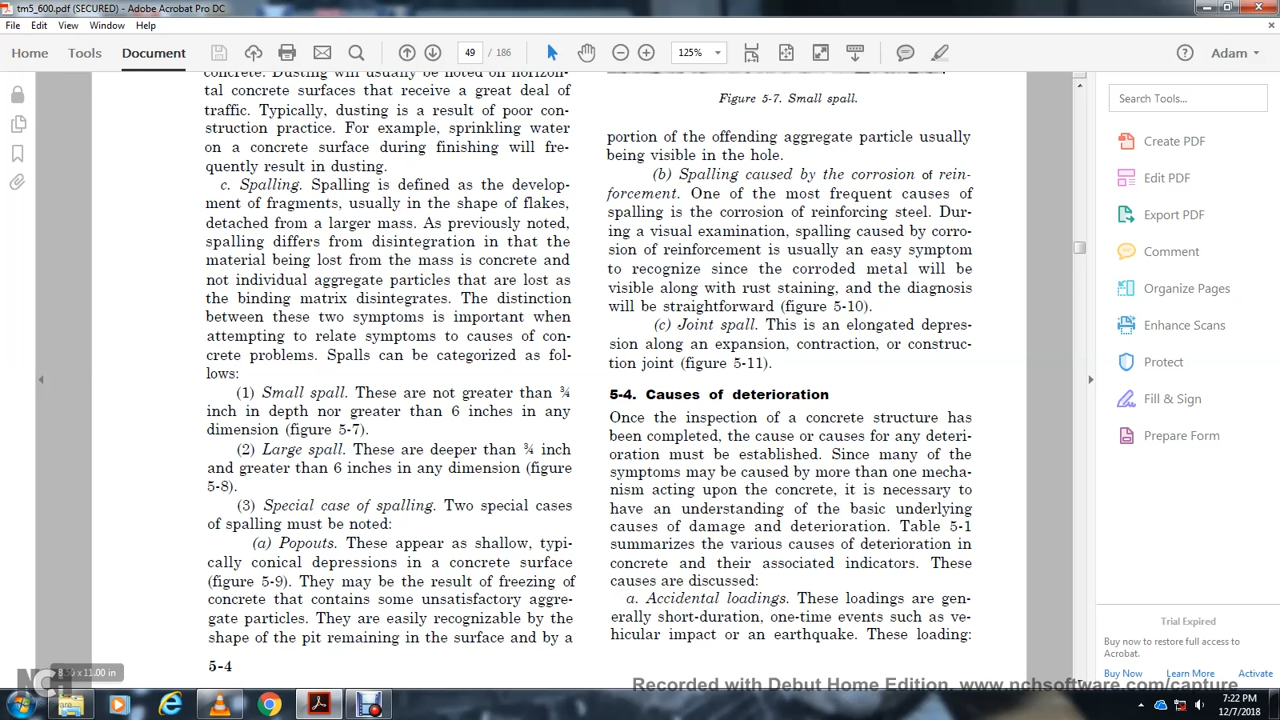 tm5_600.pdf (SECURED) - Adobe Acrobat Pro DC
File Edit View Window Help
Home Tools Document 49 / 186 125% Adam
concrete. Dusting will usually be noted on horizon-
tal concrete surfaces that receive a great deal of
traffic. Typically, dusting is a result of poor con-
struction practice. For example, sprinkling water
on a concrete surface during finishing will fre-
quently result in dusting.
c. Spalling. Spalling is defined as the develop-
ment of fragments, usually in the shape of flakes,
detached from a larger mass. As previously noted,
spalling differs from disintegration in that the
material being lost from the mass is concrete and
not individual aggregate particles that are lost as
the binding matrix disintegrates. The distinction
between these two symptoms is important when
attempting to relate symptoms to causes of con-
crete problems. Spalls can be categorized as fol-
lows:
(1) Small spall. These are not greater than ¾
inch in depth nor greater than 6 inches in any
dimension (figure 5-7).
(2) Large spall. These are deeper than ¾ inch
and greater than 6 inches in any dimension (figure
5-8).
(3) Special case of spalling. Two special cases
of spalling must be noted:
(a) Popouts. These appear as shallow, typi-
cally conical depressions in a concrete surface
(figure 5-9). They may be the result of freezing of
concrete that contains some unsatisfactory aggre-
gate particles. They are easily recognizable by the
shape of the pit remaining in the surface and by a
5-4
Figure 5-7. Small spall.
portion of the offending aggregate particle usually
being visible in the hole.
(b) Spalling caused by the corrosion of rein-
forcement. One of the most frequent causes of
spalling is the corrosion of reinforcing steel. Dur-
ing a visual examination, spalling caused by corro-
sion of reinforcement is usually an easy symptom
to recognize since the corroded metal will be
visible along with rust staining, and the diagnosis
will be straightforward (figure 5-10).
(c) Joint spall. This is an elongated depres-
sion along an expansion, contraction, or construc-
tion joint (figure 5-11).
5-4. Causes of deterioration
Once the inspection of a concrete structure has
been completed, the cause or causes for any deteri-
oration must be established. Since many of the
symptoms may be caused by more than one mecha-
nism acting upon the concrete, it is necessary to
have an understanding of the basic underlying
causes of damage and deterioration. Table 5-1
summarizes the various causes of deterioration in
concrete and their associated indicators. These
causes are discussed:
a. Accidental loadings. These loadings are gen-
erally short-duration, one-time events such as ve-
hicular impact or an earthquake. These loading:
Search Tools...
Create PDF
Edit PDF
Export PDF
Comment
Organize Pages
Enhance Scans
Protect
Fill & Sign
Prepare Form
Trial Expired
Buy now to restore full access to
Acrobat.
Buy Now Learn More Activate
8.50 x 11.00 in
NCH
Recorded with Debut Home Edition. www.nchsoftware.com/capture
7:22 PM
12/7/2018